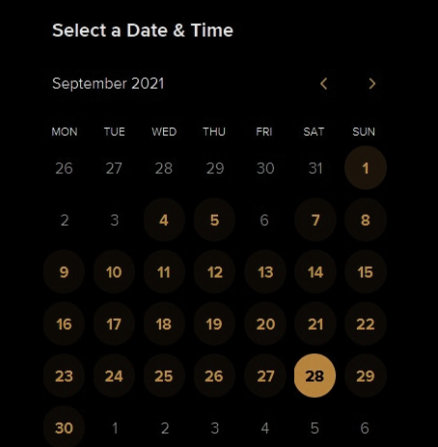 Select a Date & Time
September 2021
MON TUE WED THU FRI SAT SUN
26 27 28 29 30 31 1
2 3 4 5 6 7 8
9 10 11 12 13 14 15
16 17 18 19 20 21 22
23 24 25 26 27 28 29
30 1 2 3 4 5 6